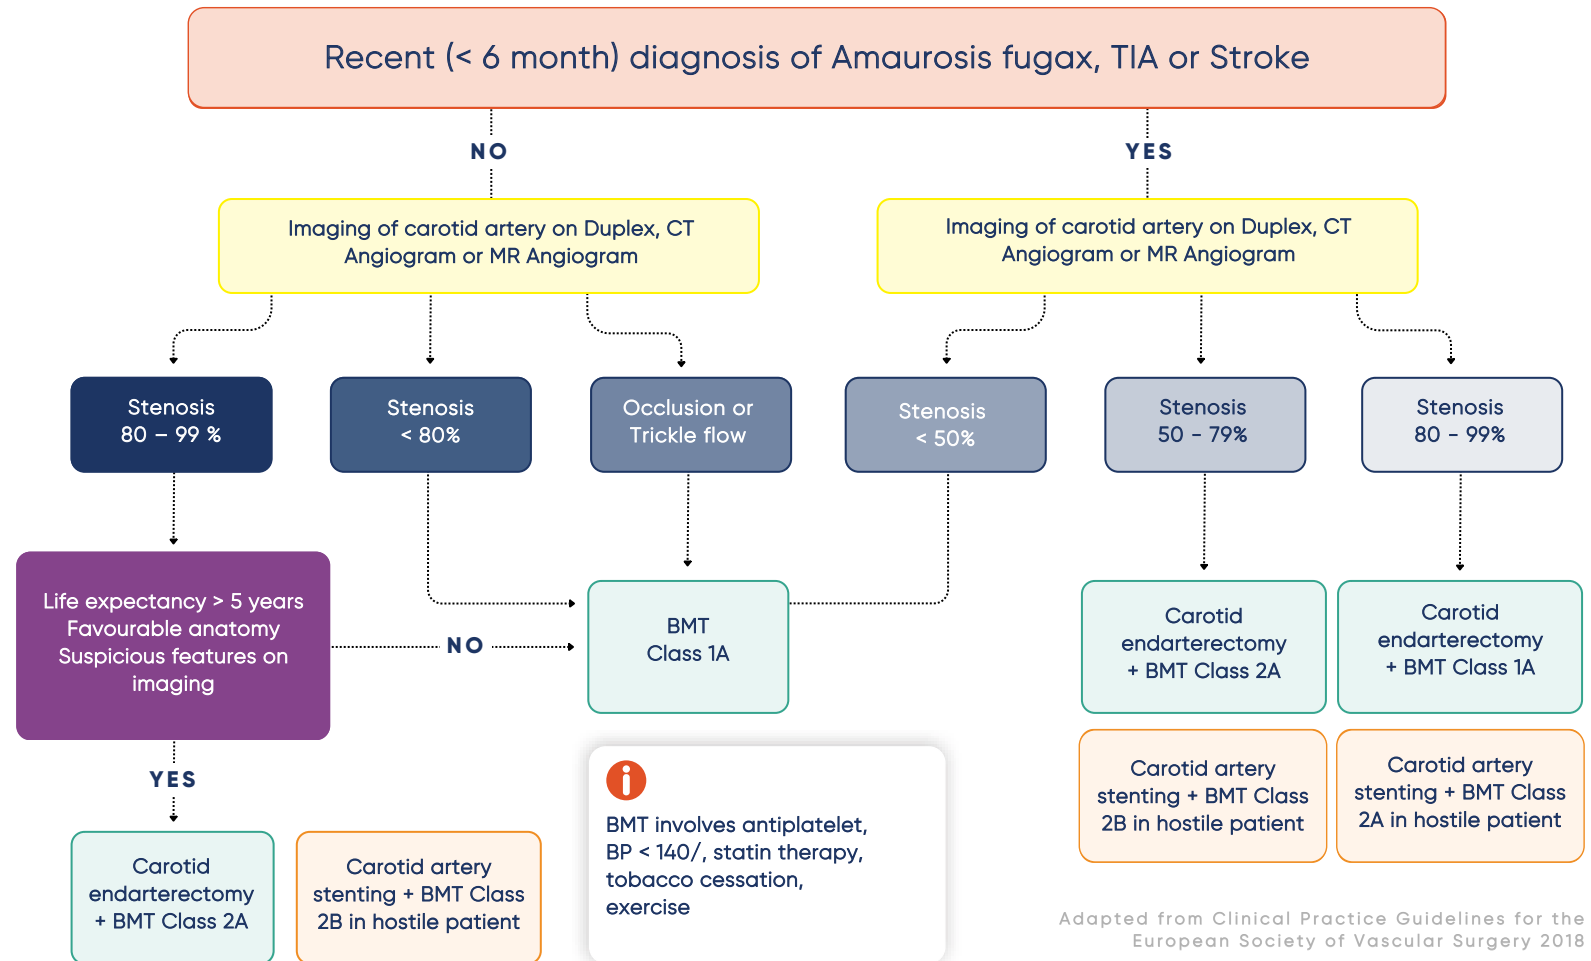 Recent (< 6 month) diagnosis of Amaurosis fugax, TIA or Stroke
NO
YES
Imaging of carotid artery on Duplex, CT
Angiogram or MR Angiogram
Imaging of carotid artery on Duplex, CT
Angiogram or MR Angiogram
Stenosis
80 – 99 %
Stenosis
< 80%
Occlusion or
Trickle flow
Stenosis
< 50%
Stenosis
50 - 79%
Stenosis
80 - 99%
Life expectancy > 5 years
Favourable anatomy
Suspicious features on
imaging
NO
BMT
Class 1A
Carotid
endarterectomy
+ BMT Class 2A
Carotid
endarterectomy
+ BMT Class 1A
YES
Carotid artery
stenting + BMT Class
2B in hostile patient
Carotid artery
stenting + BMT Class
2A in hostile patient
Carotid
endarterectomy
+ BMT Class 2A
Carotid artery
stenting + BMT Class
2B in hostile patient
BMT involves antiplatelet,
BP < 140/, statin therapy,
tobacco cessation,
exercise
Adapted from Clinical Practice Guidelines for the
European Society of Vascular Surgery 2018